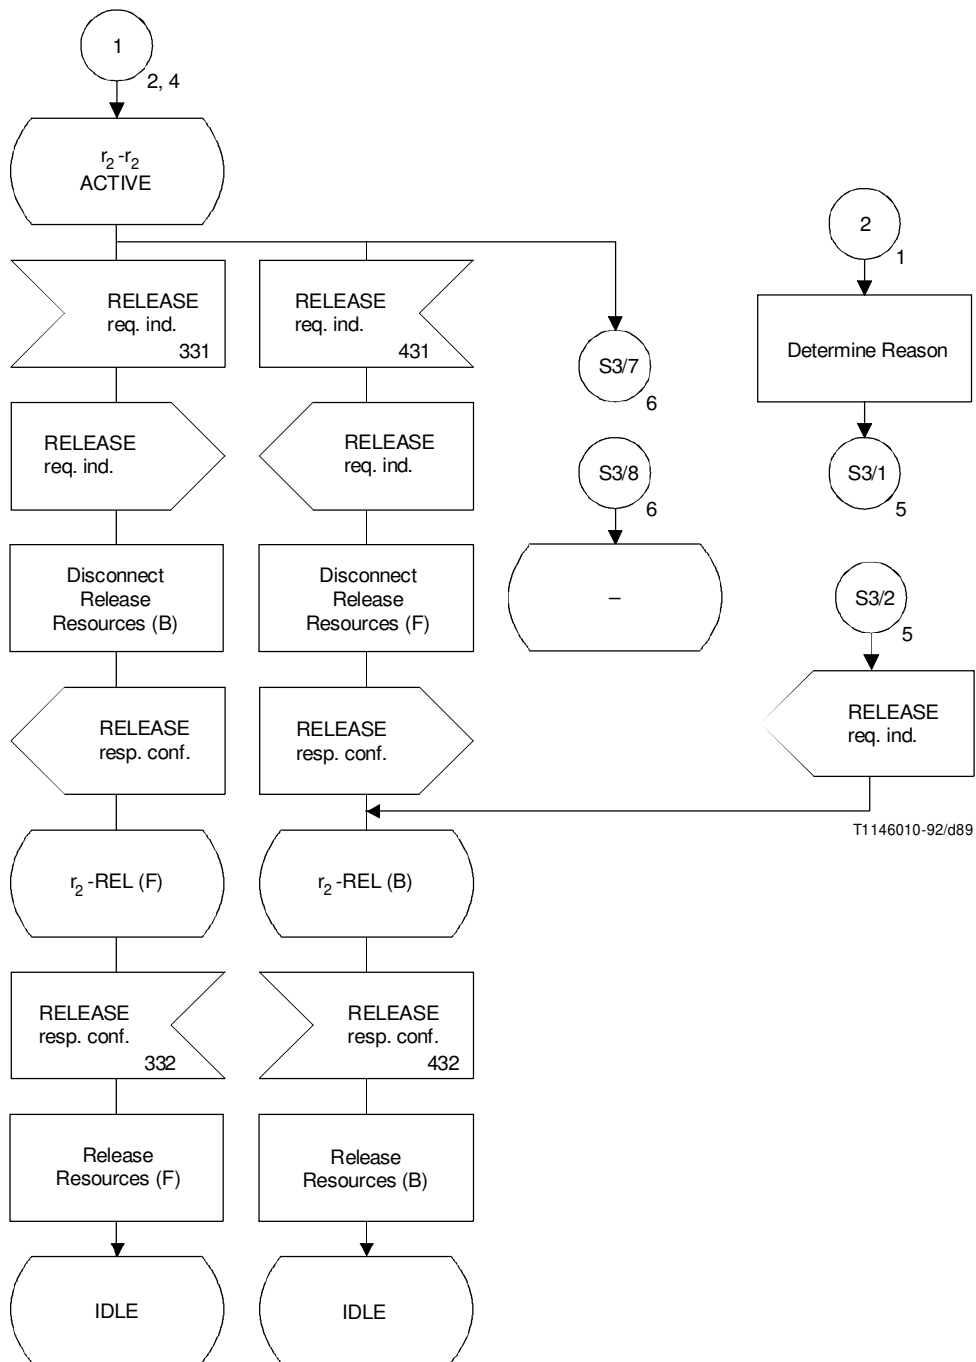 1
2, 4
r2 -r2
ACTIVE
2
1
RELEASE
req. ind.
331
RELEASE
req. ind.
431
Determine Reason
S3/7
6
RELEASE
req. ind.
RELEASE
req. ind.
S3/8
6
S3/1
5
Disconnect
Release
Resources (B)
Disconnect
Release
Resources (F)
–
S3/2
5
RELEASE
resp. conf.
RELEASE
resp. conf.
RELEASE
req. ind.
T1146010-92/d89
r2 -REL (F)
r2 -REL (B)
RELEASE
resp. conf.
332
RELEASE
resp. conf.
432
Release
Resources (F)
Release
Resources (B)
IDLE
IDLE